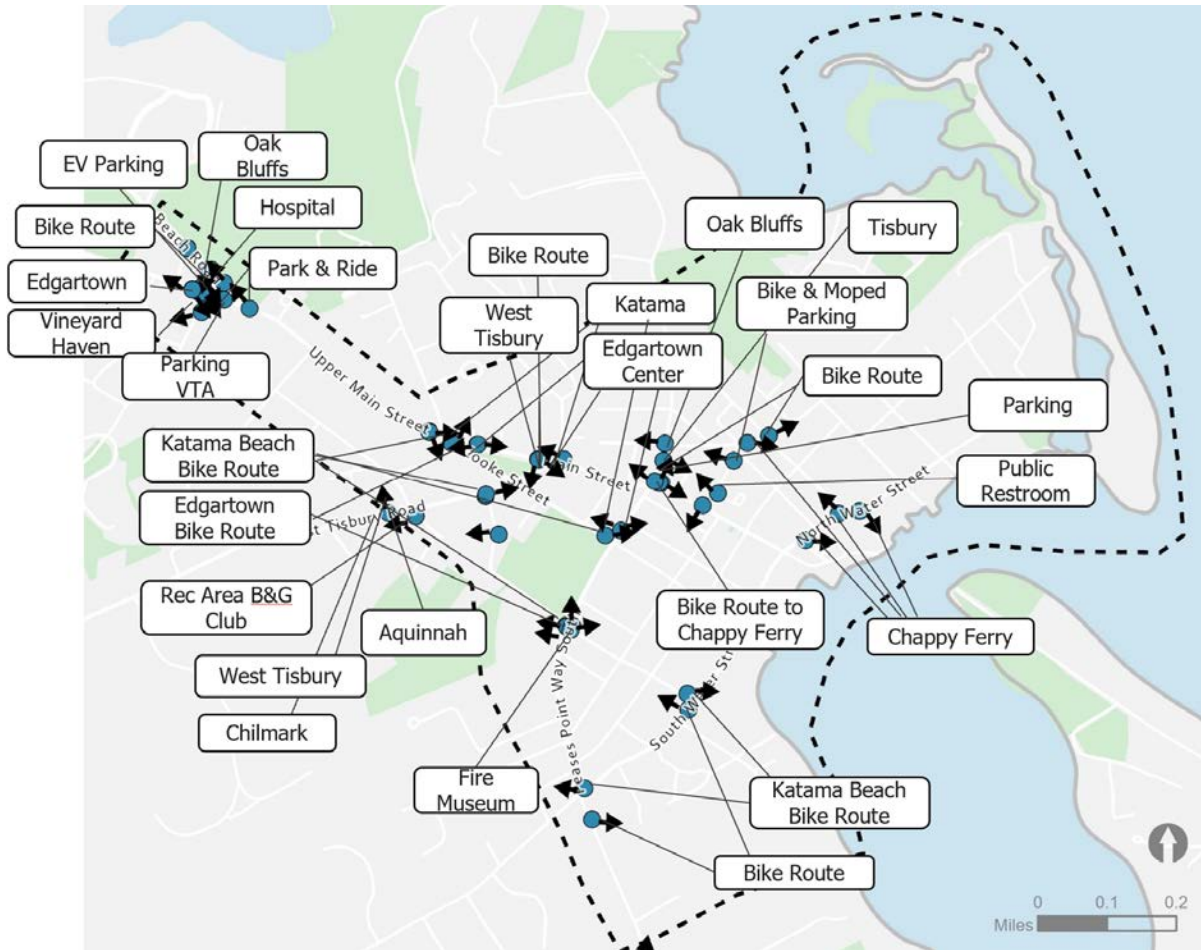 Oak
Bluffs
EV Parking
Hospital
Bike Route
Beach Ro
Park & Ride
Edgartown
Vineyard
Haven
Parking
VTA
Upper Main Street
Bike Route
West
Tisbury
Katama
Edgartown
Center
Oak Bluffs
Tisbury
Bike & Moped
Parking
Bike Route
Parking
Public
Restroom
Katama Beach
Bike Route
Cooke Street
ain Street
North Water Street
Edgartown
Bike Route
st Tisbury Road
Rec Area B&G
Club
Aquinnah
West Tisbury
Chilmark
Bike Route to
Chappy Ferry
Chappy Ferry
Peases Point Way South
South Water Str
Fire
Museum
Katama Beach
Bike Route
Bike Route
0 0.1 0.2
Miles